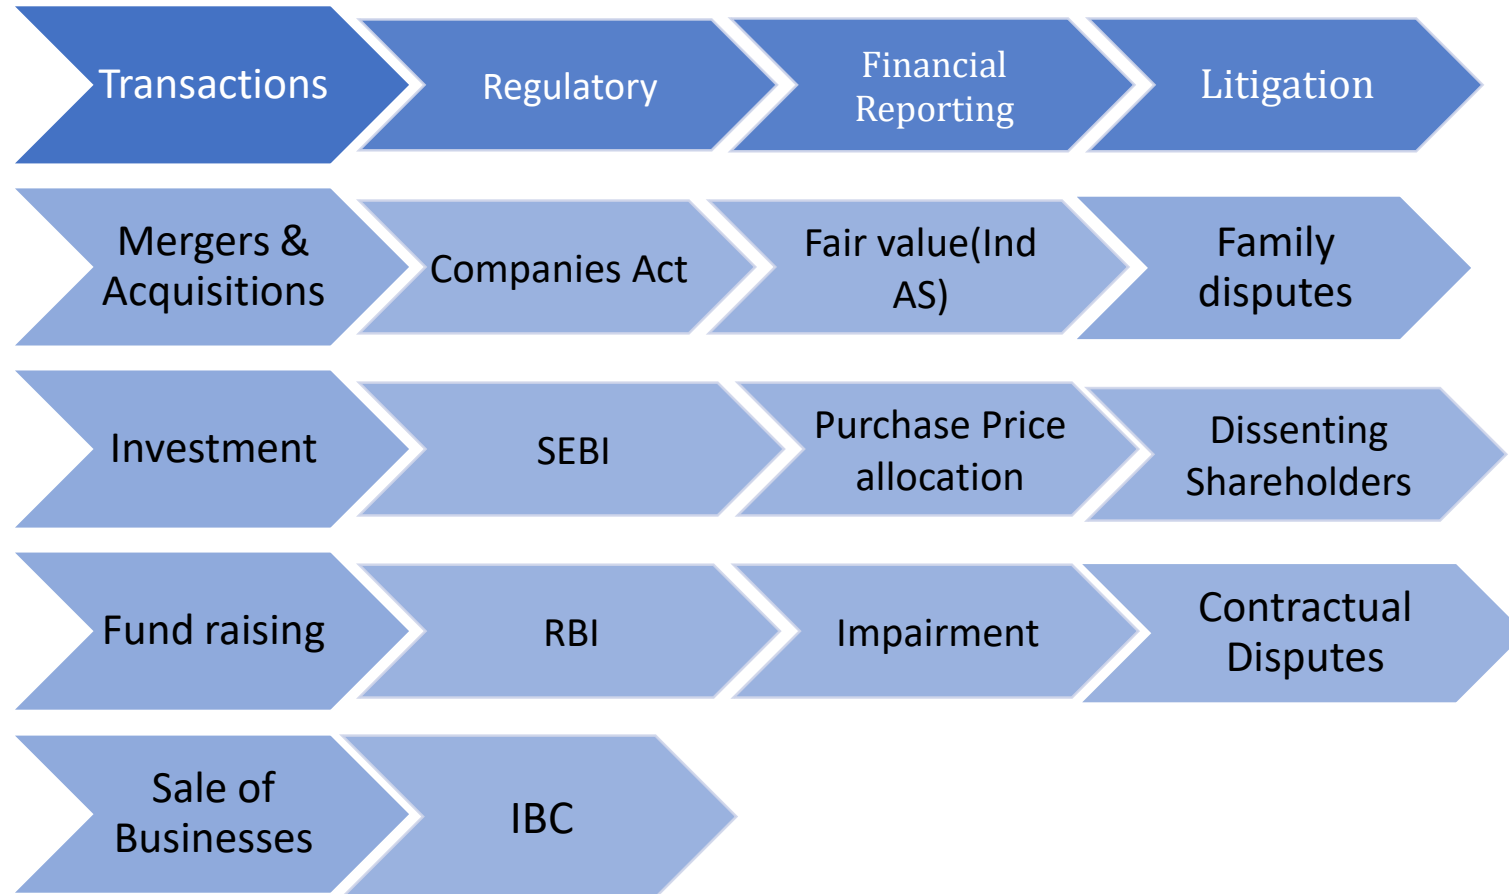 Transactions
Regulatory
Financial
Reporting
Litigation
Mergers &
Acquisitions
Companies Act
Fair value(Ind
AS)
Family
disputes
Investment
SEBI
Purchase Price
allocation
Dissenting
Shareholders
Fund raising
RBI
Impairment
Contractual
Disputes
Sale of
Businesses
IBC